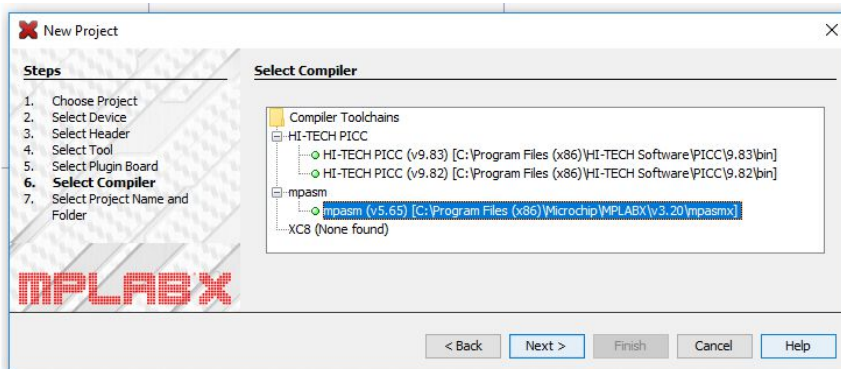 New Project
Steps
1. Choose Project
2. Select Device
3. Select Header
4. Select Tool
5. Select Plugin Board
6. Select Compiler
7. Select Project Name and
Folder
MPLAB X
Select Compiler
Compiler Toolchains
HI-TECH PICC
HI-TECH PICC (v9.83) [C:\Program Files (x86)\HI-TECH Software\PICC\9.83\bin]
HI-TECH PICC (v9.82) [C:\Program Files (x86)\HI-TECH Software\PICC\9.82\bin]
mpasm
mpasm (v5.65) [C:\Program Files (x86)\Microchip\MPLABX\v3.20\mpasmx]
XC8 (None found)
< Back Next > Finish Cancel Help